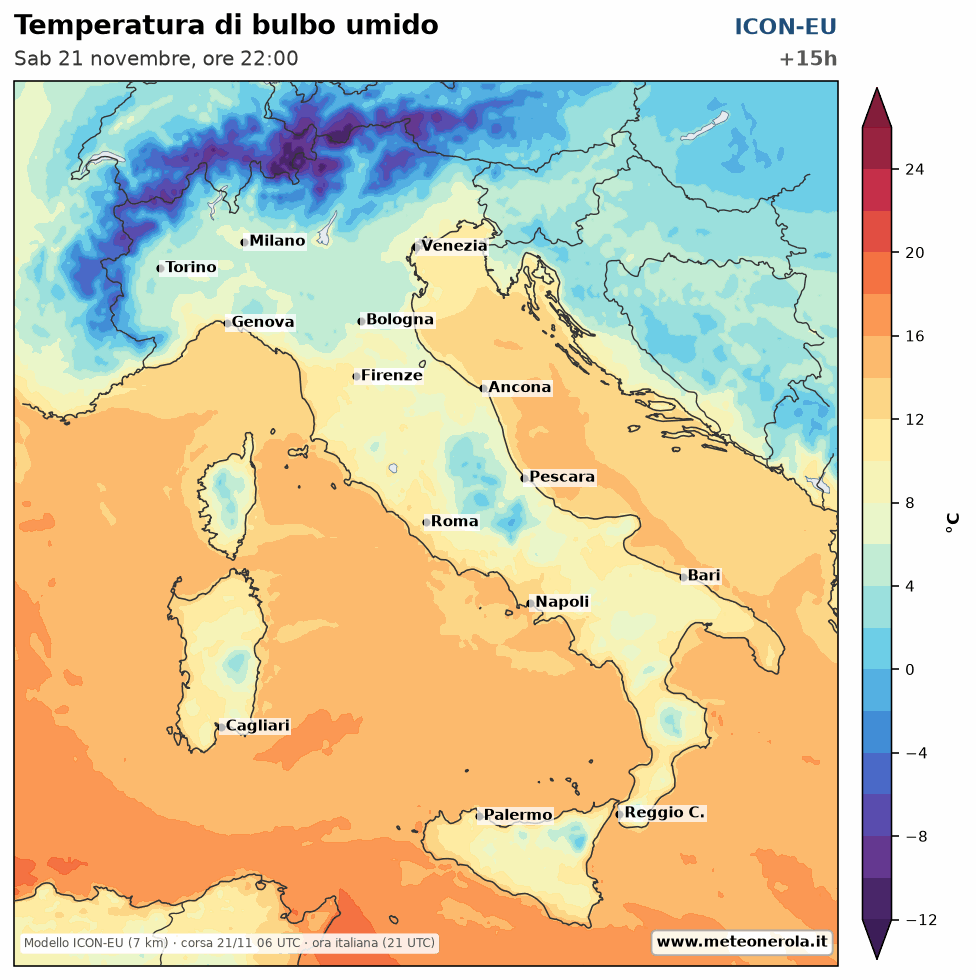 Temperatura di bulbo umido
ICON-EU
Sab 21 novembre, ore 22:00
+15h
Milano
Venezia
Torino
Genova
Bologna
Firenze
Ancona
Pescara
Roma
Bari
Napoli
Cagliari
Palermo
Reggio C.
24
20
16
12
8
4
0
−4
−8
−12
°C
Modello ICON-EU (7 km) · corsa 21/11 06 UTC · ora italiana (21 UTC)
www.meteonerola.it